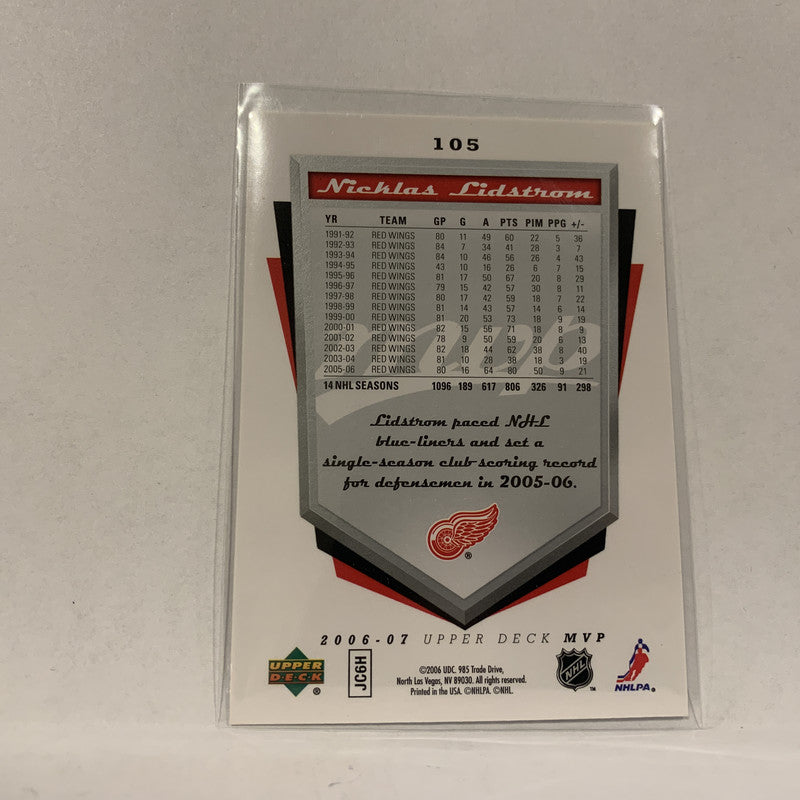 105
Nicklas Lidstrom
YR TEAM GP G A PTS PIM PPG +/-
1991-92 RED WINGS 80 11 49 60 22 5 36
1992-93 RED WINGS 84 7 34 41 28 3 7
1993-94 RED WINGS 84 10 46 56 26 4 43
1994-95 RED WINGS 43 10 16 26 6 7 15
1995-96 RED WINGS 81 17 50 67 20 8 29
1996-97 RED WINGS 79 15 42 57 30 8 11
1997-98 RED WINGS 80 17 42 59 18 7 22
1998-99 RED WINGS 81 14 43 57 14 6 14
1999-00 RED WINGS 81 20 53 73 18 9 19
2000-01 RED WINGS 82 15 56 71 18 8 9
2001-02 RED WINGS 78 9 50 59 20 6 13
2002-03 RED WINGS 82 18 44 62 38 8 40
2003-04 RED WINGS 81 10 28 38 18 3 19
2005-06 RED WINGS 80 16 64 80 50 9 21
14 NHL SEASONS 1096 189 617 806 326 91 298
mvp
Lidstrom paced NHL
blue-liners and set a
single-season club scoring record
for defensemen in 2005-06.
®
2006-07 UPPER DECK MVP
UPPER
DECK
®
JC6H
©2006 UDC. 985 Trade Drive,
North Las Vegas, NV 89030. All rights reserved.
Printed in the USA. ©NHLPA. ©NHL.
NHL
TM
NHLPA®